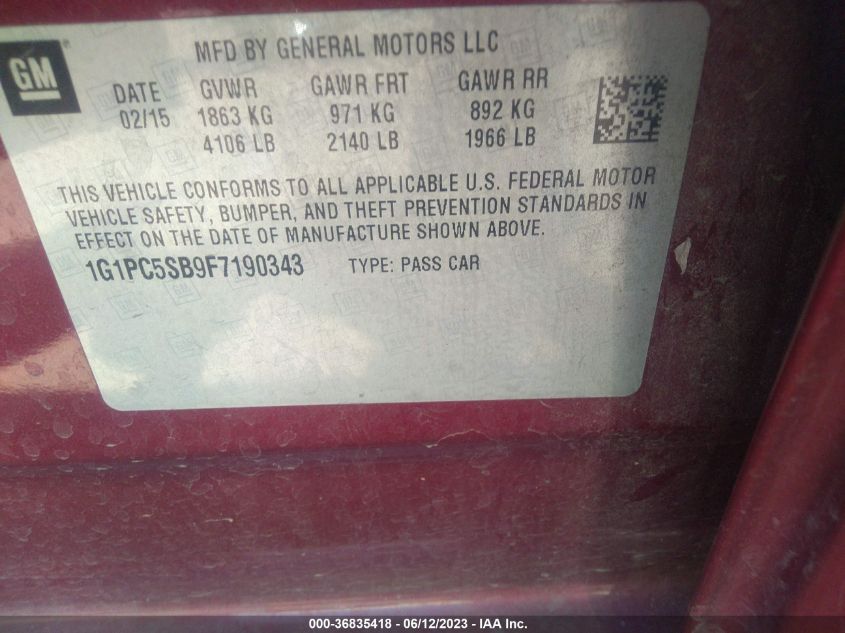 GM
MFD BY GENERAL MOTORS LLC
DATE GVWR GAWR FRT GAWR RR
02/15 1863 KG 971 KG 892 KG
4106 LB 2140 LB 1966 LB
THIS VEHICLE CONFORMS TO ALL APPLICABLE U.S. FEDERAL MOTOR
VEHICLE SAFETY, BUMPER, AND THEFT PREVENTION STANDARDS IN
EFFECT ON THE DATE OF MANUFACTURE SHOWN ABOVE.
1G1PC5SB9F7190343 TYPE: PASS CAR
000-36835418 - 06/12/2023 - IAA Inc.